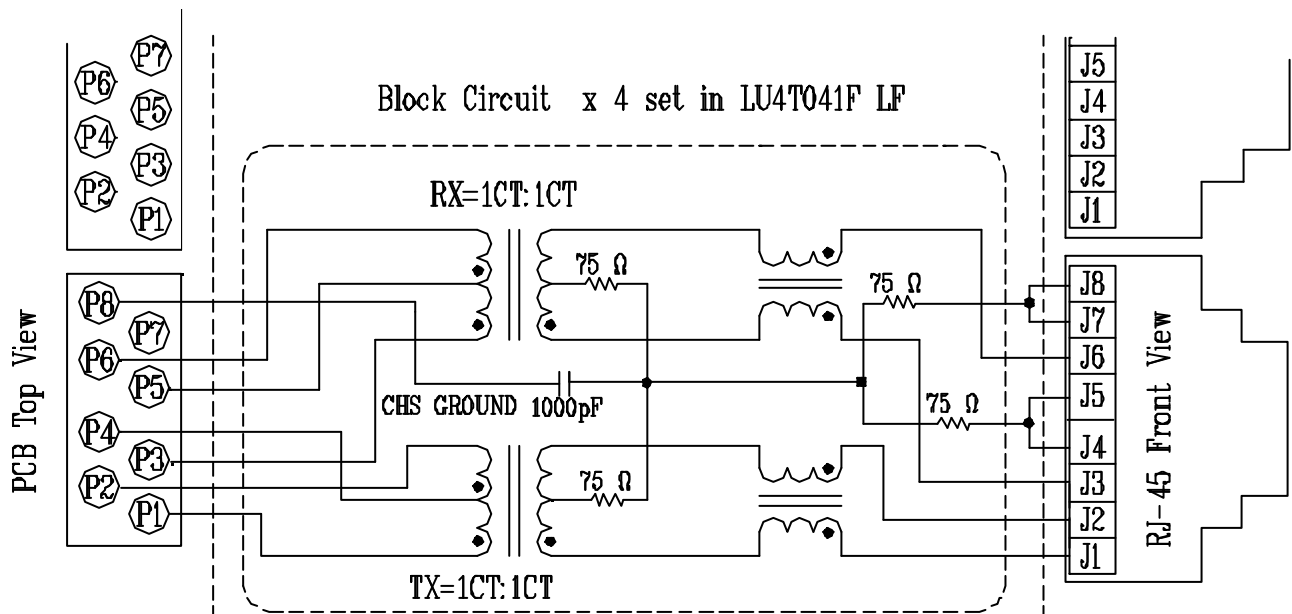 Block Circuit x 4 set in LU4T041F LF
P7
P6
P5
P4
P3
P2
P1
J5
J4
J3
J2
J1
RX=1CT:1CT
75 Ω
75 Ω
P8
P7
P6
P5
P4
P3
P2
P1
PCB Top View
CHS GROUND 1000pF
75 Ω
75 Ω
TX=1CT:1CT
J8
J7
J6
J5
J4
J3
J2
J1
RJ-45 Front View